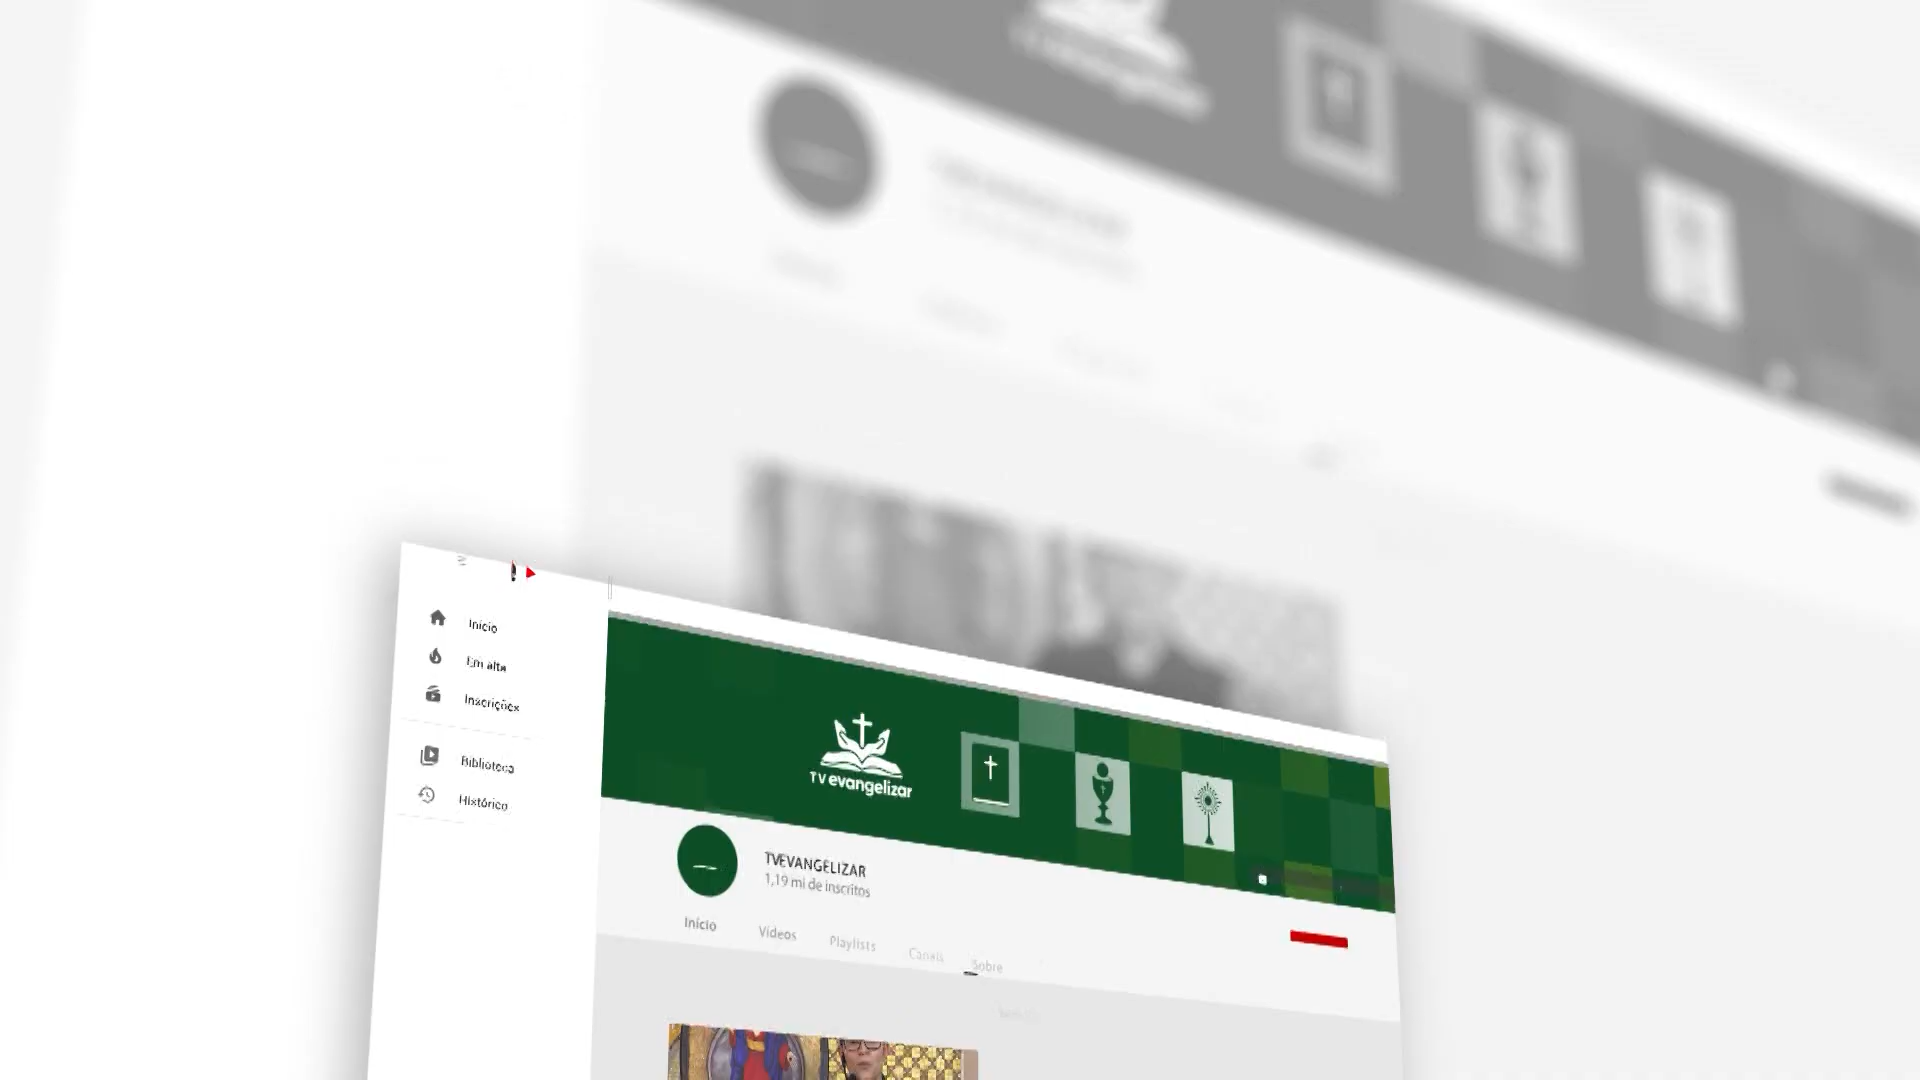 Início
Em alta
Inscrições
Biblioteca
Histórico
TV evangelizar
TVEVANGELIZAR
1,19 mi de inscritos
Início Vídeos Playlists Canais Sobre